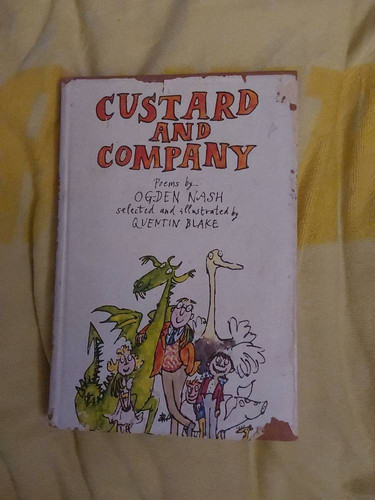 CUSTARD
AND
COMPANY
Poems by...
OGDEN NASH
selected and illustrated by
QUENTIN BLAKE